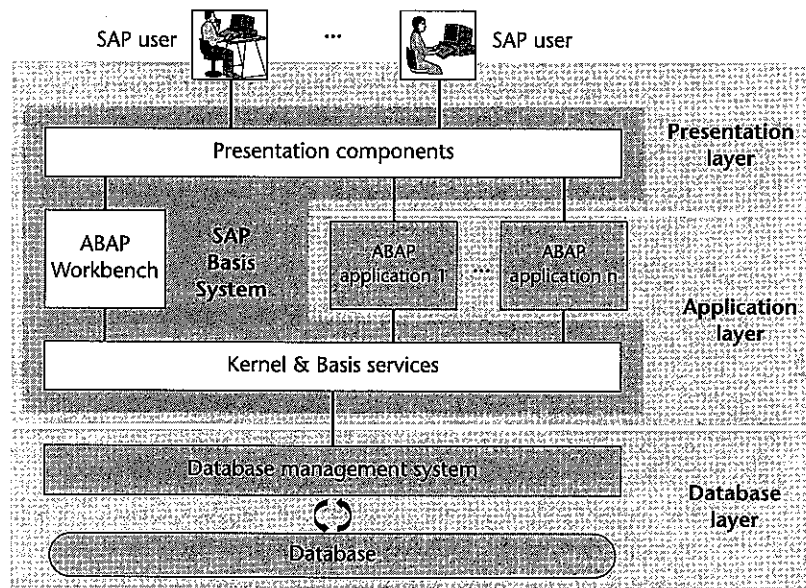 SAP user
...
SAP user
Presentation components
Presentation
layer
ABAP
Workbench
SAP
Basis
System
ABAP
application 1
...
ABAP
application n
Application
layer
Kernel & Basis services
Database management system
Database
layer
Database